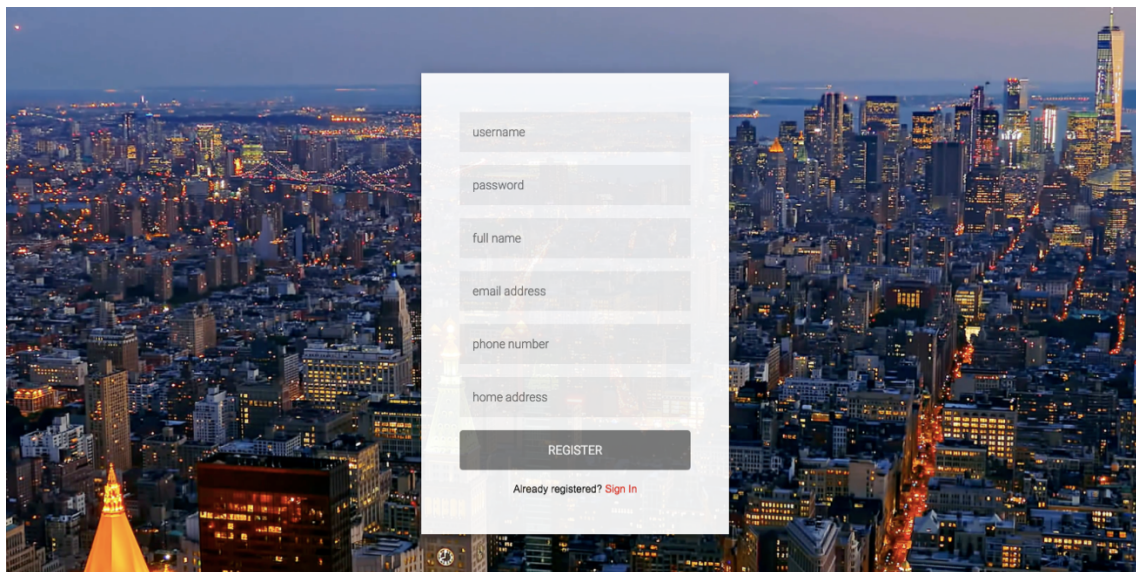 username
password
full name
email address
phone number
home address
REGISTER
Already registered? Sign In